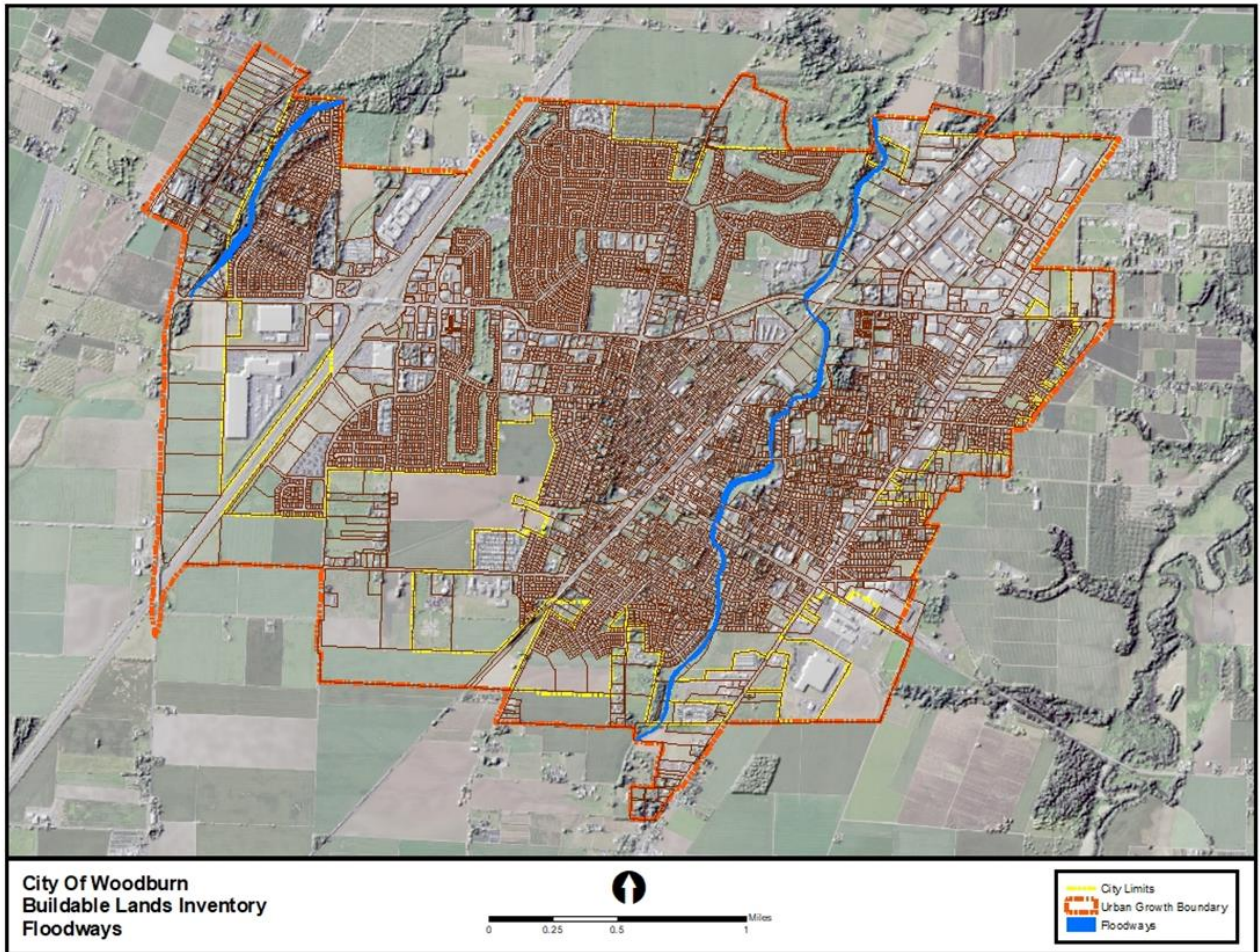 City Of Woodburn
Buildable Lands Inventory
Floodways
0 0.25 0.5 1 Miles
City Limits
Urban Growth Boundary
Floodways